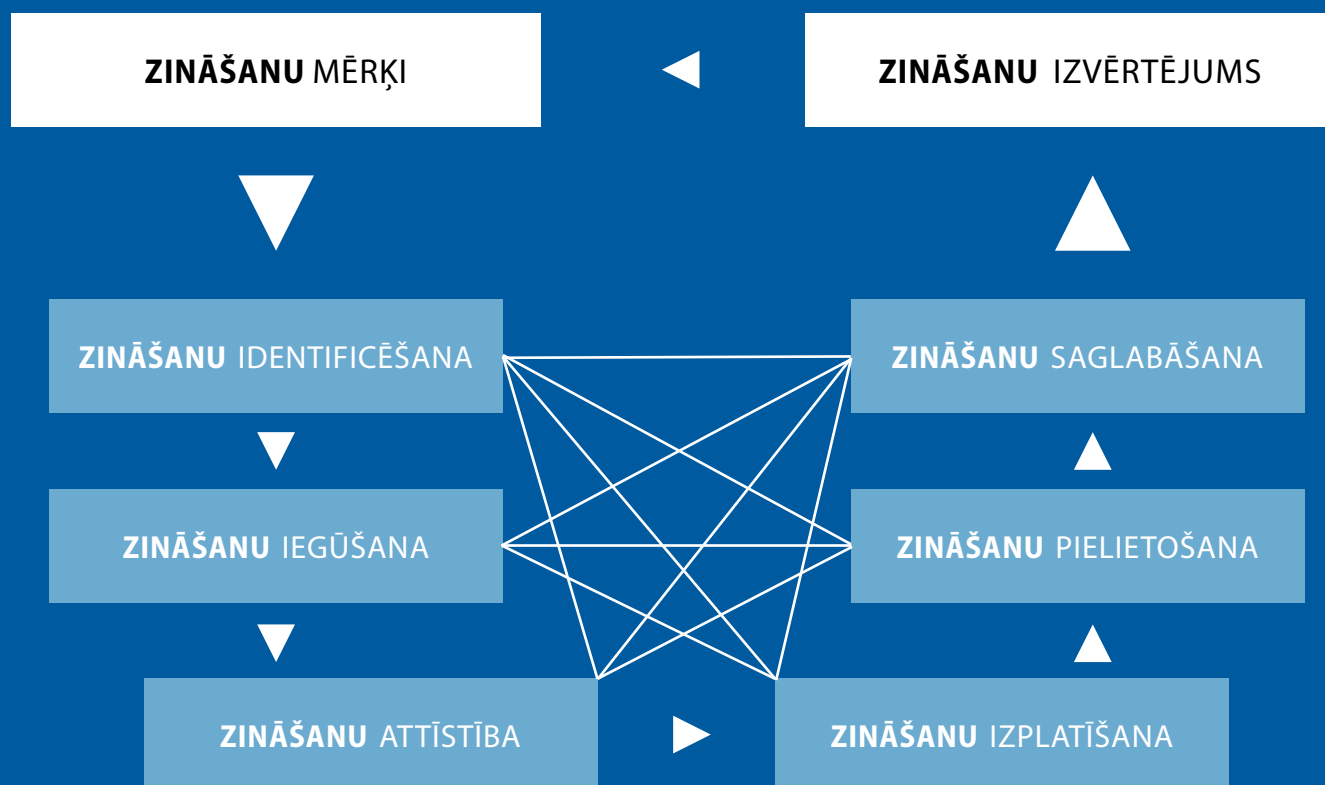 ZINĀŠANU MĒRĶI
ZINĀŠANU IZVĒRTĒJUMS
ZINĀŠANU IDENTIFICĒŠANA
ZINĀŠANU SAGLABĀŠANA
ZINĀŠANU IEGŪŠANA
ZINĀŠANU PIELIETOŠANA
ZINĀŠANU ATTĪSTĪBA
ZINĀŠANU IZPLATĪŠANA